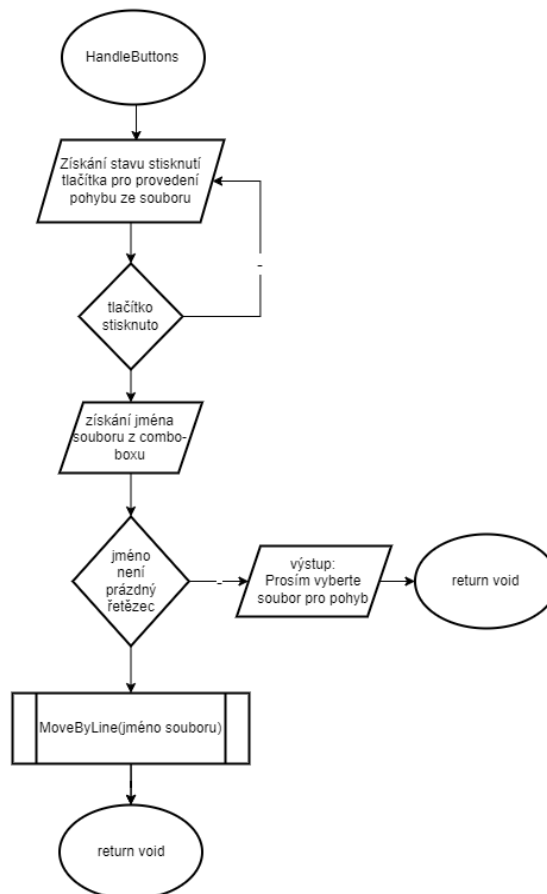 HandleButtons
Získání stavu stisknutí
tlačítka pro provedení
pohybu ze souboru
-
tlačítko
stisknuto
získání jména
souboru z combo-
boxu
jméno
není
prázdný
řetězec
-
výstup:
Prosím vyberte
soubor pro pohyb
return void
MoveByLine(jméno souboru)
return void